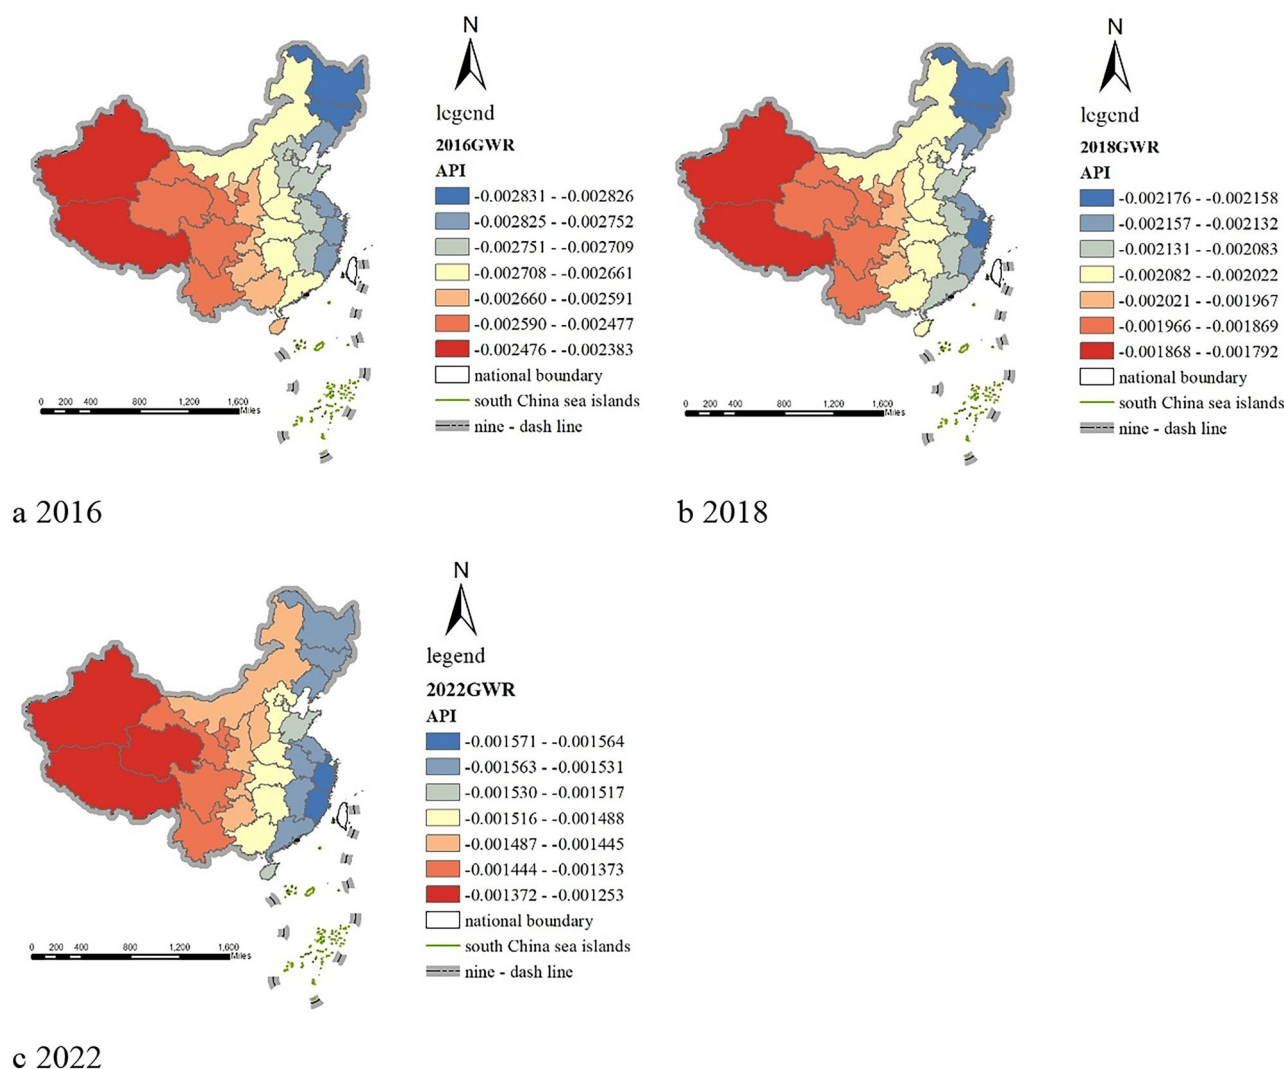 N
legend
2016GWR
API
-0.002831 - -0.002826
-0.002825 - -0.002752
-0.002751 - -0.002709
-0.002708 - -0.002661
-0.002660 - -0.002591
-0.002590 - -0.002477
-0.002476 - -0.002383
national boundary
south China sea islands
nine - dash line
0 200 400 800 1,200 1,600
Miles
a 2016
N
legend
2018GWR
API
-0.002176 - -0.002158
-0.002157 - -0.002132
-0.002131 - -0.002083
-0.002082 - -0.002022
-0.002021 - -0.001967
-0.001966 - -0.001869
-0.001868 - -0.001792
national boundary
south China sea islands
nine - dash line
0 200 400 800 1,200 1,600
Miles
b 2018
N
legend
2022GWR
API
-0.001571 - -0.001564
-0.001563 - -0.001531
-0.001530 - -0.001517
-0.001516 - -0.001488
-0.001487 - -0.001445
-0.001444 - -0.001373
-0.001372 - -0.001253
national boundary
south China sea islands
nine - dash line
0 200 400 800 1,200 1,600
Miles
c 2022